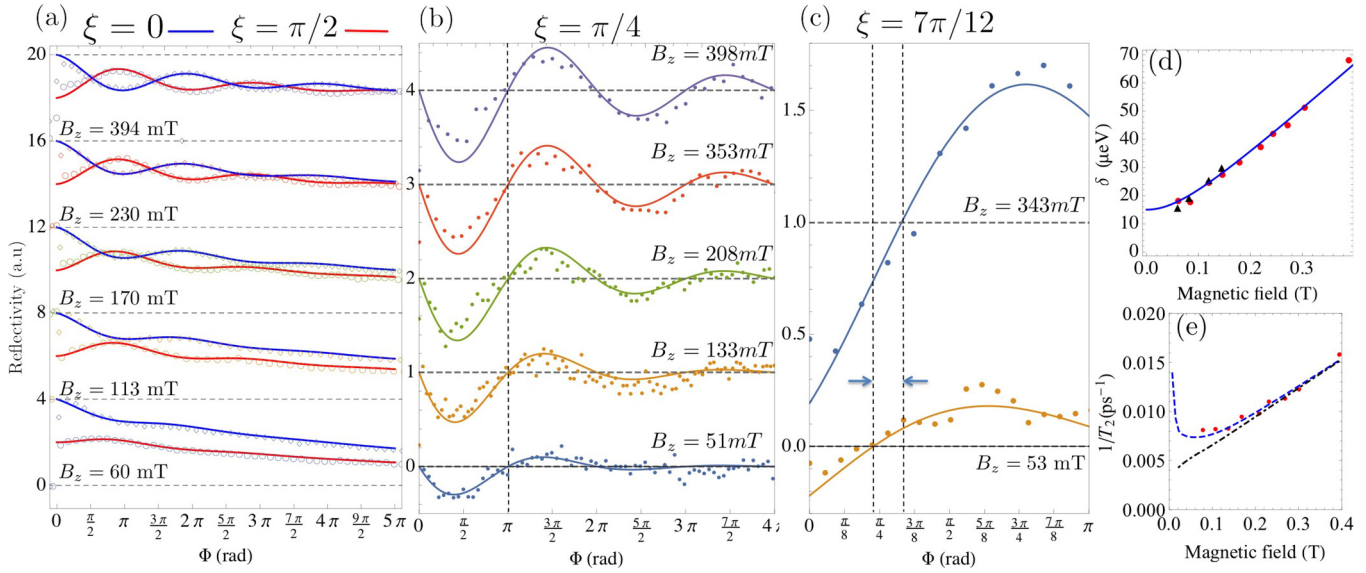 (a) ξ = 0 ξ = π/2
20
16
12
8
4
0
Reflectivity (a.u)
B_z = 394 mT
B_z = 230 mT
B_z = 170 mT
B_z = 113 mT
B_z = 60 mT
0 π/2 π 3π/2 2π 5π/2 3π 7π/2 4π 9π/2 5π
Φ (rad)
(b) ξ = π/4
4
3
2
1
0
B_z = 398mT
B_z = 353mT
B_z = 208mT
B_z = 133mT
B_z = 51mT
0 π/2 π 3π/2 2π 5π/2 3π 7π/2 4π
Φ (rad)
(c) ξ = 7π/12
1.5
1.0
0.5
0.0
B_z = 343mT
B_z = 53 mT
0 π/8 π/4 3π/8 π/2 5π/8 3π/4 7π/8 π
Φ (rad)
(d)
70
60
50
40
30
20
10
0
δ (μeV)
0.0 0.1 0.2 0.3
Magnetic field (T)
(e)
0.020
0.015
0.010
0.005
0.000
1/T₂(ps⁻¹)
0.0 0.1 0.2 0.3 0.4
Magnetic field (T)